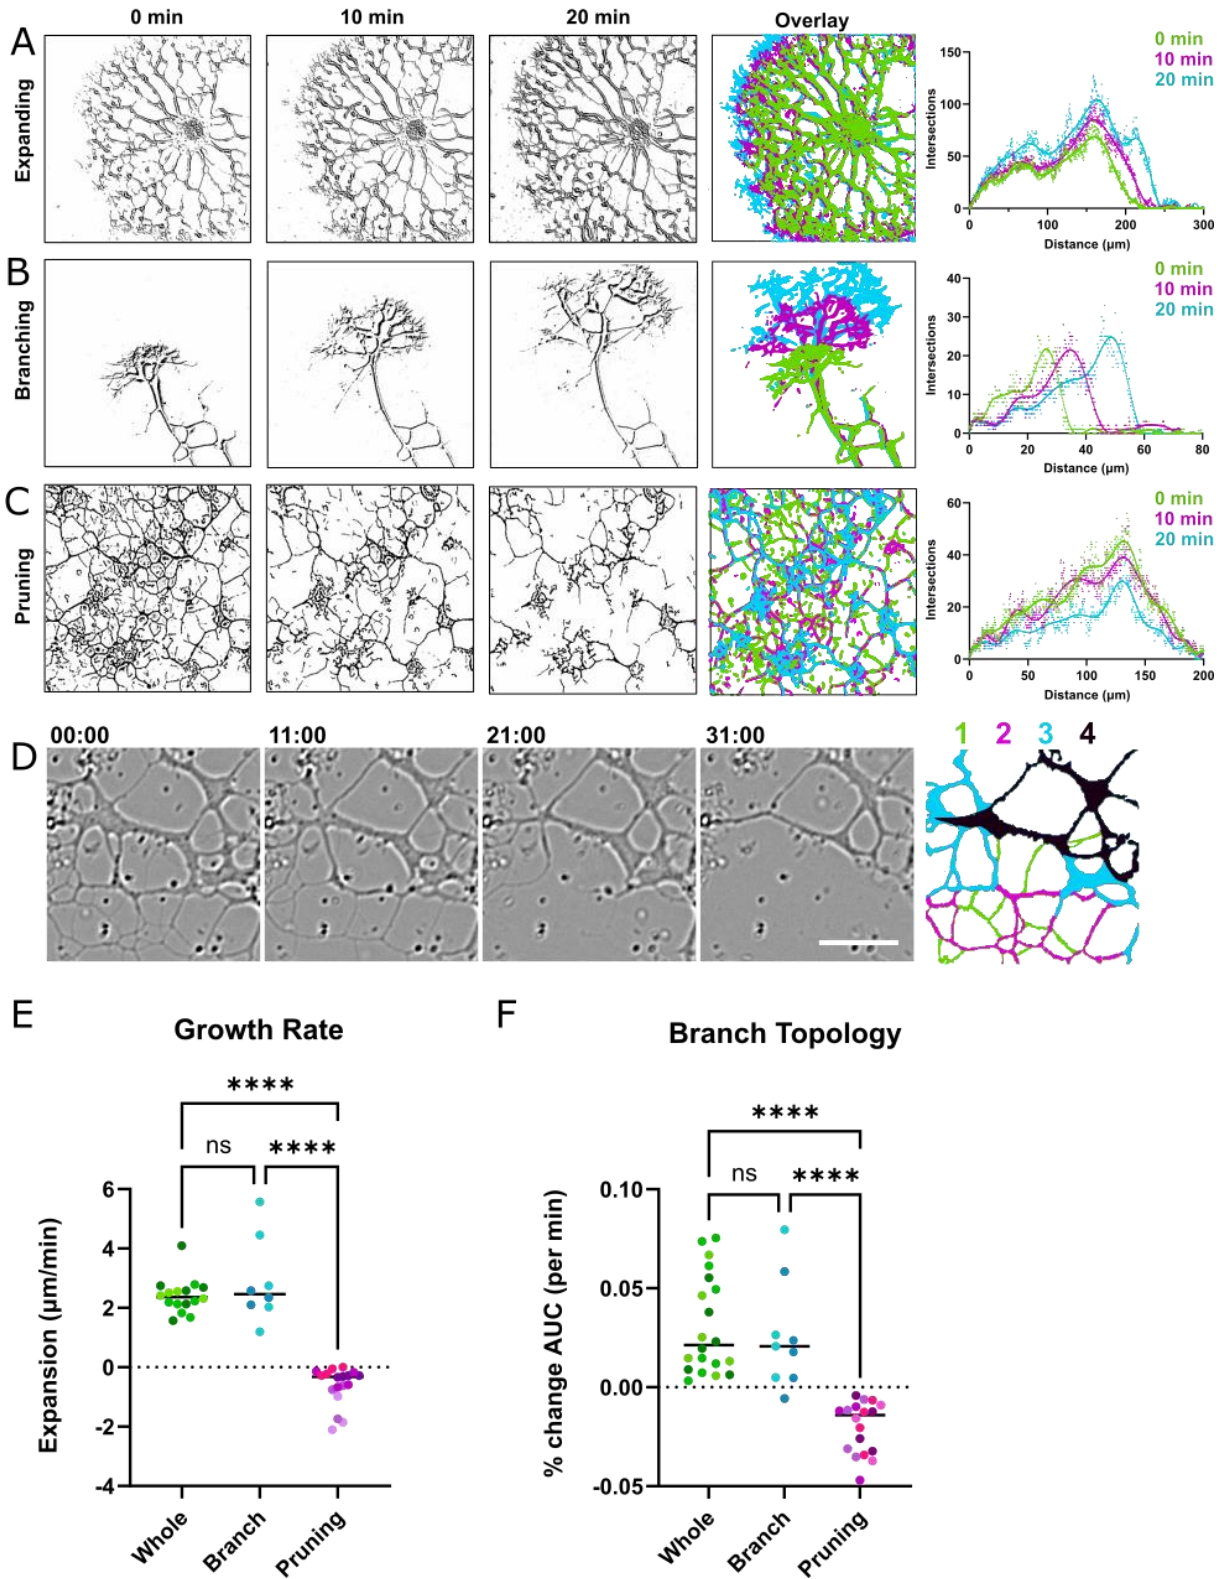 0 min 10 min 20 min Overlay
A
Expanding
Intersections
150
100
50
0
0 100 200 300
Distance (µm)
0 min
10 min
20 min
B
Branching
Intersections
40
30
20
10
0
0 20 40 60 80
Distance (µm)
0 min
10 min
20 min
C
Pruning
Intersections
60
40
20
0
0 50 100 150 200
Distance (µm)
0 min
10 min
20 min
D
00:00 11:00 21:00 31:00
1 2 3 4
E
Growth Rate
****
ns ****
Expansion (µm/min)
6
4
2
0
-2
-4
Whole Branch Pruning
F
Branch Topology
****
ns ****
% change AUC (per min)
0.10
0.05
0.00
-0.05
Whole Branch Pruning